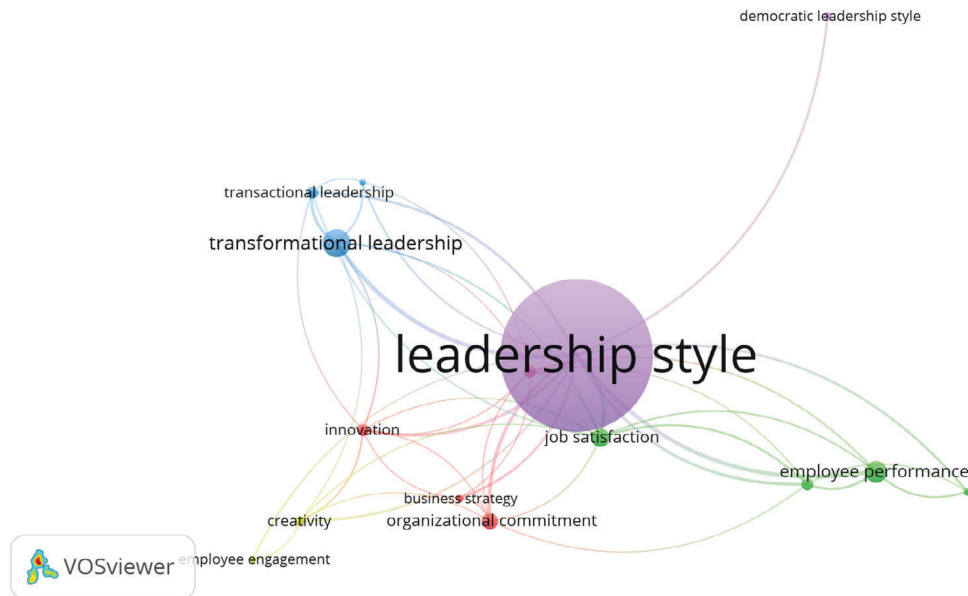 democratic leadership style
transactional leadership
transformational leadership
leadership style
innovation
job satisfaction
employee performance
business strategy
creativity
organizational commitment
employee engagement
VOSviewer